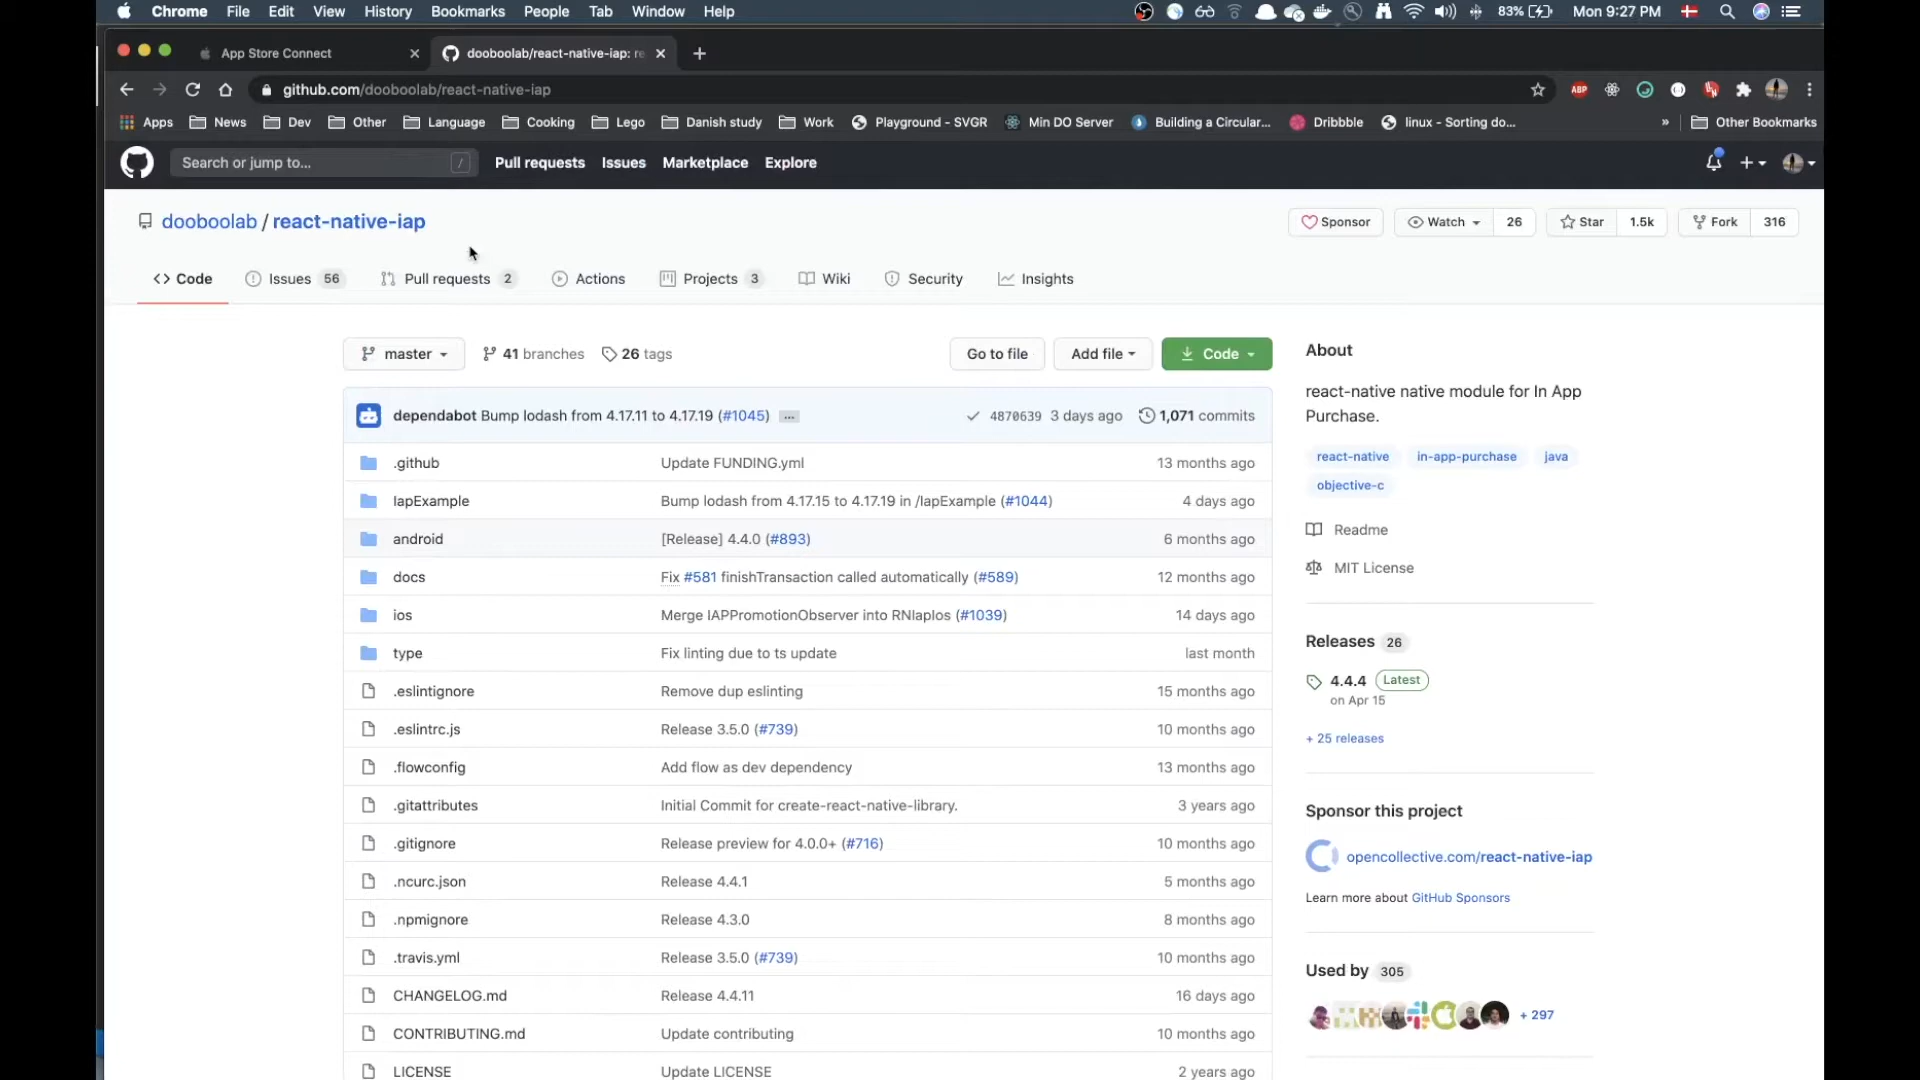 Chrome File Edit View History Bookmarks People Tab Window Help 83% Mon 9:27 PM
App Store Connect dooboolab/react-native-iap: re
github.com/dooboolab/react-native-iap ABP
Apps News Dev Other Language Cooking Lego Danish study Work Playground - SVGR Min DO Server Building a Circular... Dribbble linux - Sorting do... » Other Bookmarks
Search or jump to... / Pull requests Issues Marketplace Explore
dooboolab / react-native-iap Sponsor Watch 26 Star 1.5k Fork 316
Code Issues 56 Pull requests 2 Actions Projects 3 Wiki Security Insights
master 41 branches 26 tags Go to file Add file Code
dependabot Bump lodash from 4.17.11 to 4.17.19 (#1045) ... 4870639 3 days ago 1,071 commits
.github Update FUNDING.yml 13 months ago
IapExample Bump lodash from 4.17.15 to 4.17.19 in /IapExample (#1044) 4 days ago
android [Release] 4.4.0 (#893) 6 months ago
docs Fix #581 finishTransaction called automatically (#589) 12 months ago
ios Merge IAPPromotionObserver into RNIapIos (#1039) 14 days ago
type Fix linting due to ts update last month
.eslintignore Remove dup eslinting 15 months ago
.eslintrc.js Release 3.5.0 (#739) 10 months ago
.flowconfig Add flow as dev dependency 13 months ago
.gitattributes Initial Commit for create-react-native-library. 3 years ago
.gitignore Release preview for 4.0.0+ (#716) 10 months ago
.ncurc.json Release 4.4.1 5 months ago
.npmignore Release 4.3.0 8 months ago
.travis.yml Release 3.5.0 (#739) 10 months ago
CHANGELOG.md Release 4.4.11 16 days ago
CONTRIBUTING.md Update contributing 10 months ago
LICENSE Update LICENSE 2 years ago
About
react-native native module for In App
Purchase.
react-native in-app-purchase java
objective-c
Readme
MIT License
Releases 26
4.4.4 Latest
on Apr 15
+ 25 releases
Sponsor this project
opencollective.com/react-native-iap
Learn more about GitHub Sponsors
Used by 305
+ 297